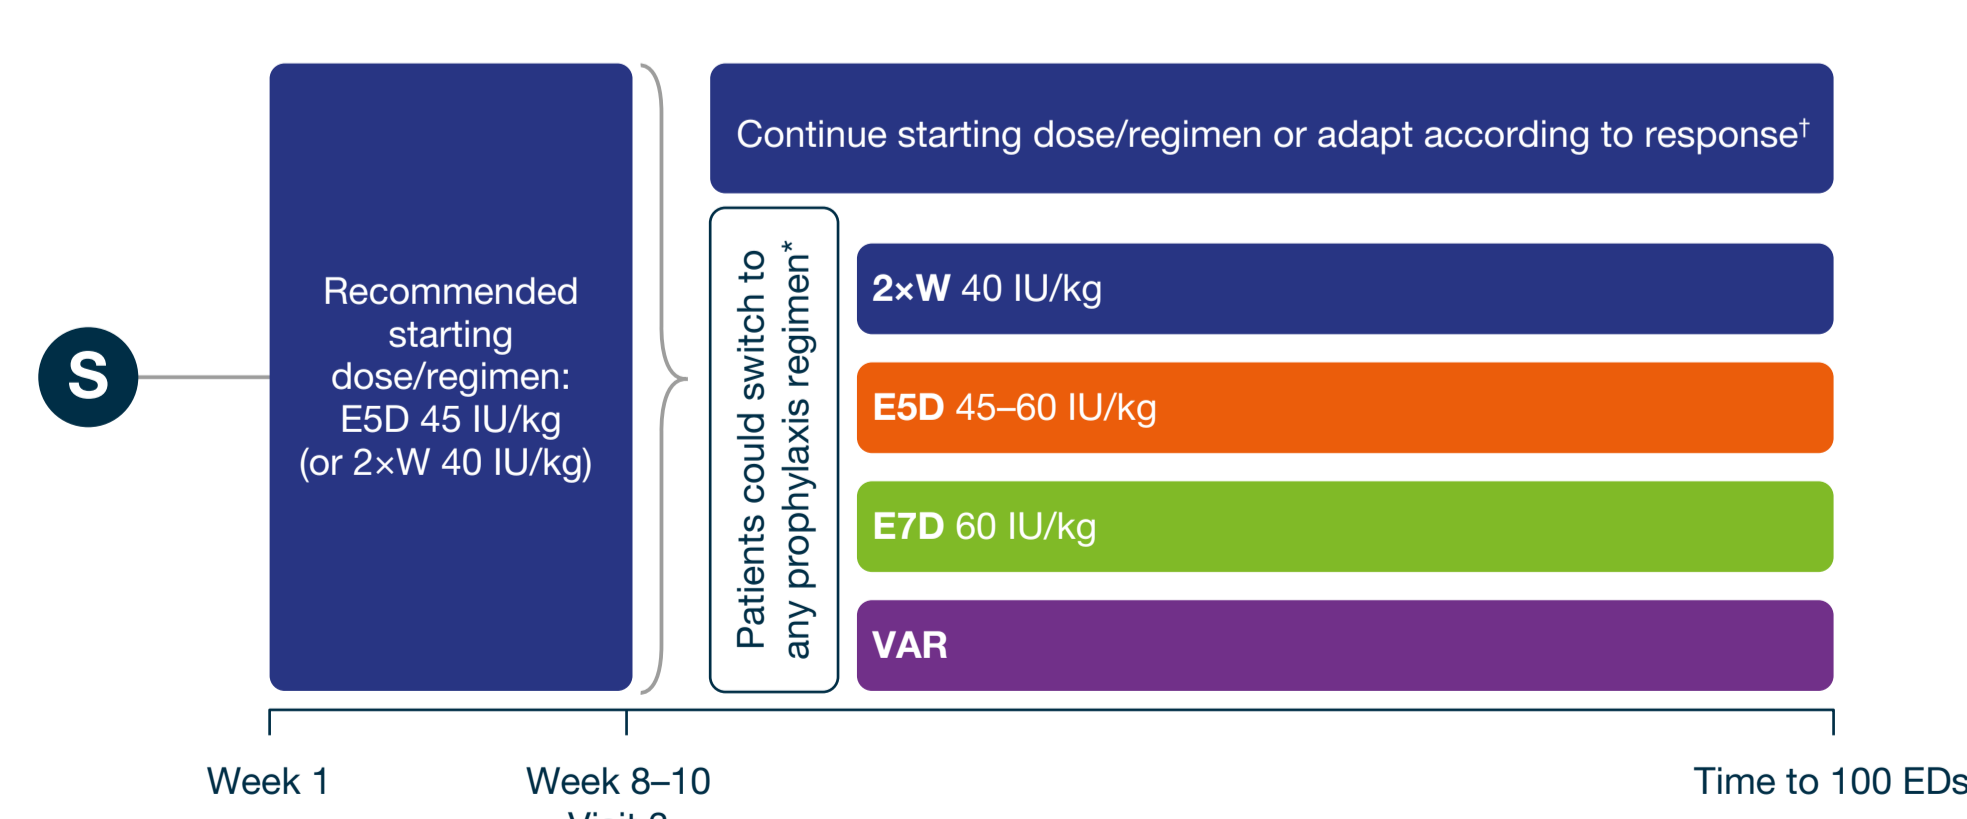 S
Recommended
starting
dose/regimen:
E5D 45 IU/kg
(or 2×W 40 IU/kg)
Continue starting dose/regimen or adapt according to response†
Patients could switch to
any prophylaxis regimen*
2×W 40 IU/kg
E5D 45–60 IU/kg
E7D 60 IU/kg
VAR
Week 1
Week 8–10
Visit
Time to 100 EDs